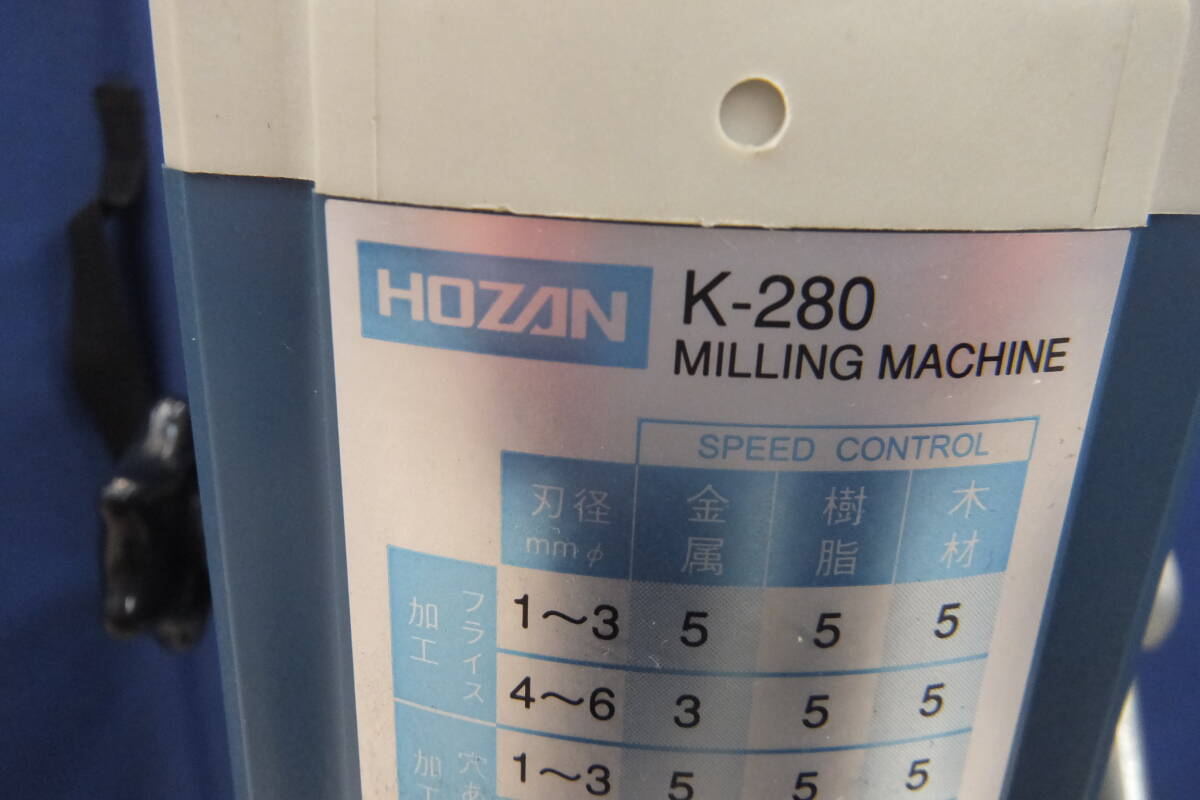 HOZAN
K-280
MILLING MACHINE
SPEED CONTROL
刃径 mmφ 金属 樹脂 木材
フライス加工 1～3 5 5 5
4～6 3 5 5
穴あ 加工 1～3 5 5 5